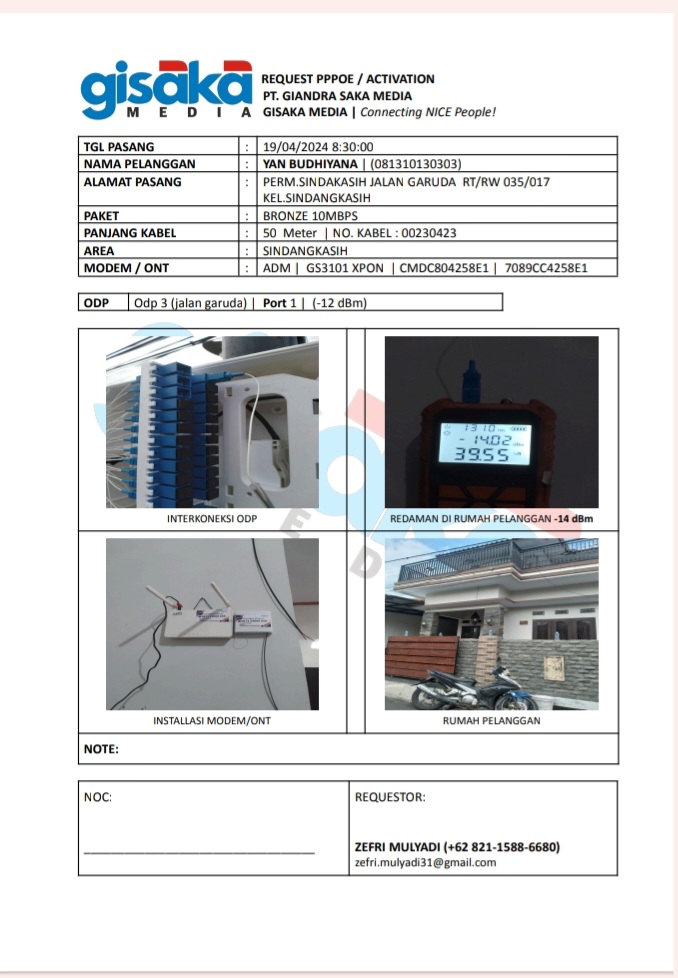 gisaka
MEDIA
REQUEST PPPOE / ACTIVATION
PT. GIANDRA SAKA MEDIA
GISAKA MEDIA | Connecting NICE People!
TGL PASANG : 19/04/2024 8:30:00
NAMA PELANGGAN : YAN BUDHIYANA | (081310130303)
ALAMAT PASANG : PERM.SINDAKASIH JALAN GARUDA RT/RW 035/017
KEL.SINDANGKASIH
PAKET : BRONZE 10MBPS
PANJANG KABEL : 50 Meter | NO. KABEL : 00230423
AREA : SINDANGKASIH
MODEM / ONT : ADM | GS3101 XPON | CMDC804258E1 | 7089CC4258E1
ODP Odp 3 (jalan garuda) | Port 1 | (-12 dBm)
1310
-14.02
39.55
INTERKONEKSI ODP
REDAMAN DI RUMAH PELANGGAN -14 dBm
INSTALLASI MODEM/ONT
RUMAH PELANGGAN
NOTE:
NOC:
REQUESTOR:
ZEFRI MULYADI (+62 821-1588-6680)
zefri.mulyadi31@gmail.com